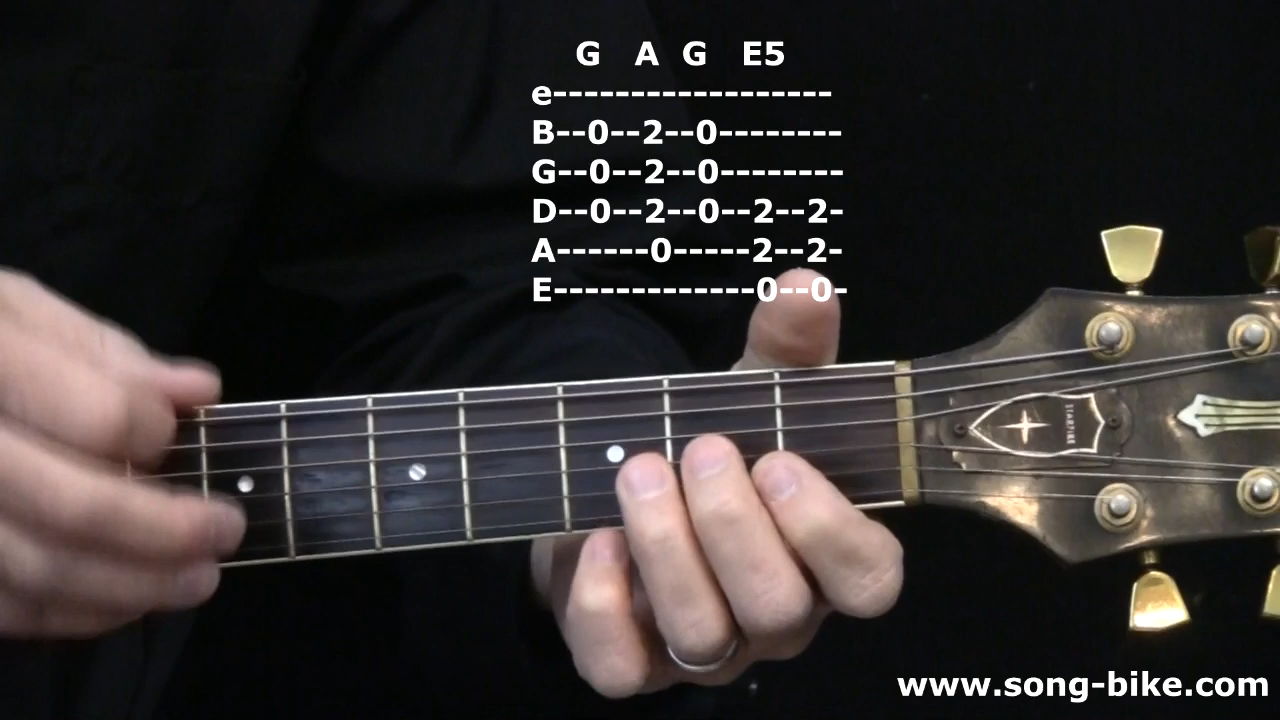 G A G E5
e------------------
B--0--2--0--------
G--0--2--0--------
D--0--2--0--2--2-
A------0-----2--2-
E-------------0--0-
STARFIRE
www.song-bike.com